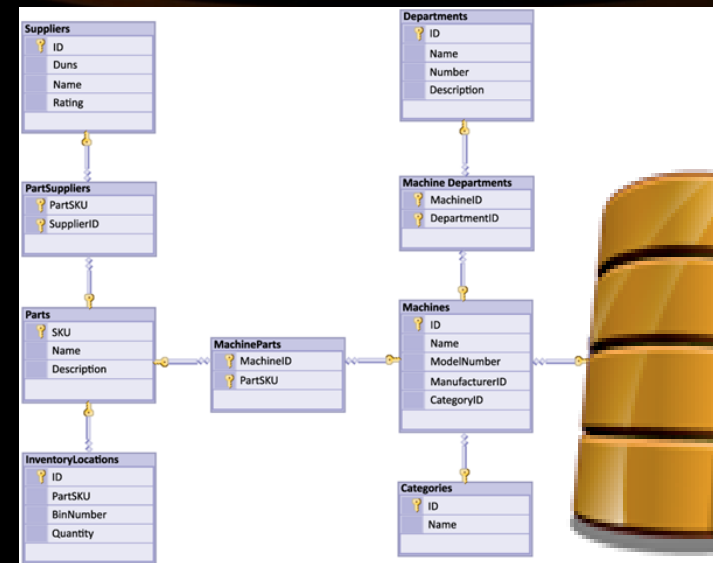 Suppliers
ID
Duns
Name
Rating
PartSuppliers
PartSKU
SupplierID
Parts
SKU
Name
Description
InventoryLocations
ID
PartSKU
BinNumber
Quantity
MachineParts
MachineID
PartSKU
Departments
ID
Name
Number
Description
Machine Departments
MachineID
DepartmentID
Machines
ID
Name
ModelNumber
ManufacturerID
CategoryID
Categories
ID
Name